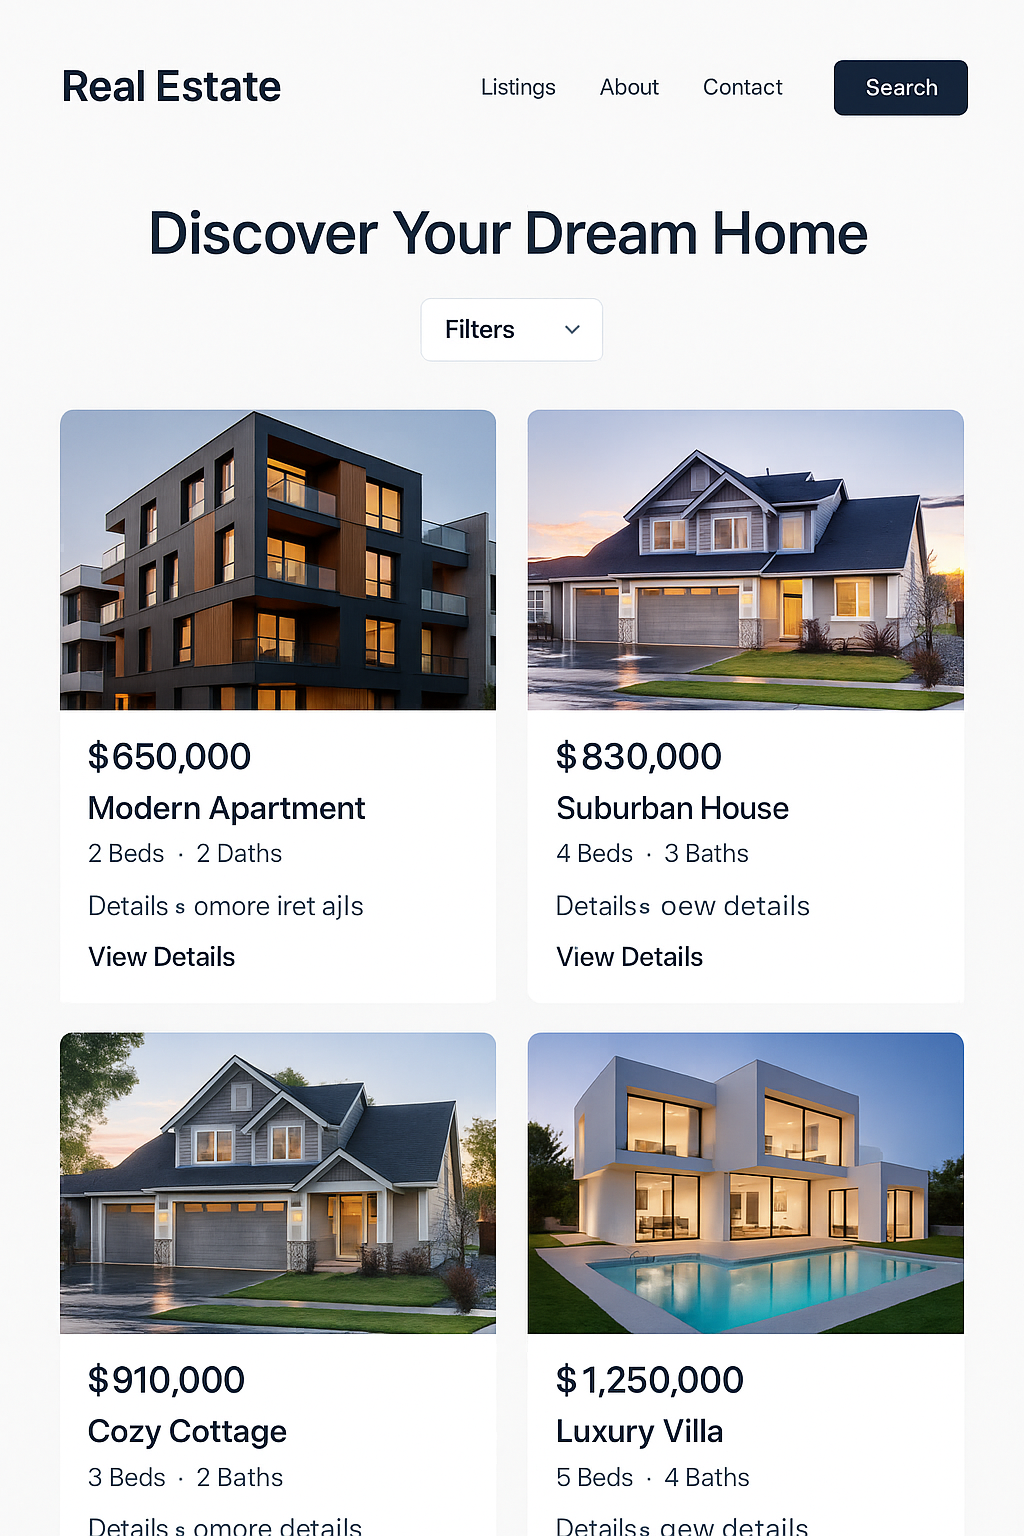 Real Estate
Listings
About
Contact
Search
Discover Your Dream Home
Filters
$650,000
Modern Apartment
2 Beds · 2 Daths
Details s omore iret ajls
View Details
$830,000
Suburban House
4 Beds · 3 Baths
Detailss oew details
View Details
$910,000
Cozy Cottage
3 Beds · 2 Baths
Details s omore details
$1,250,000
Luxury Villa
5 Beds · 4 Baths
Detailss qew details